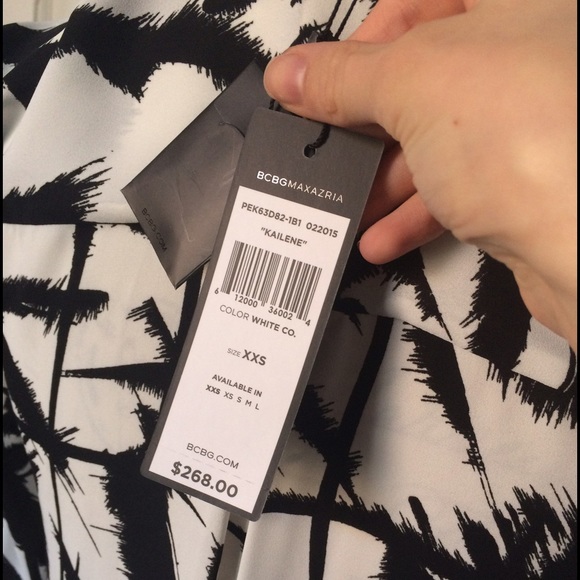 BCBGMAXAZRIA
PEK63D82-1B1 022015
"KAILENE"
6 12000 36002 4
COLOR WHITE CO.
SIZE XXS
AVAILABLE IN
XXS XS S M L
BCBG.COM
$268.00